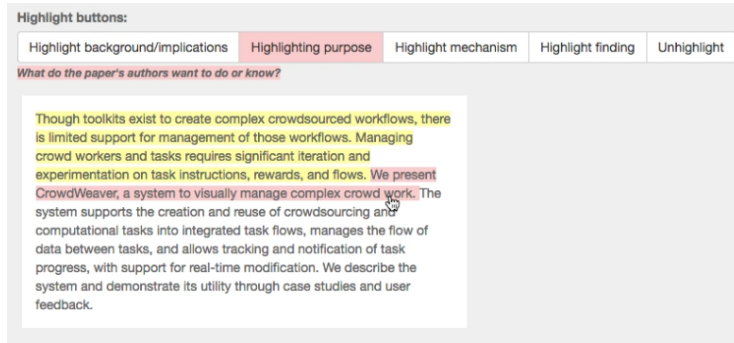 Highlight buttons:
Highlight background/implications Highlighting purpose Highlight mechanism Highlight finding Unhighlight
What do the paper's authors want to do or know?
Though toolkits exist to create complex crowdsourced workflows, there
is limited support for management of those workflows. Managing
crowd workers and tasks requires significant iteration and
experimentation on task instructions, rewards, and flows. We present
CrowdWeaver, a system to visually manage complex crowd work. The
system supports the creation and reuse of crowdsourcing and
computational tasks into integrated task flows, manages the flow of
data between tasks, and allows tracking and notification of task
progress, with support for real-time modification. We describe the
system and demonstrate its utility through case studies and user
feedback.